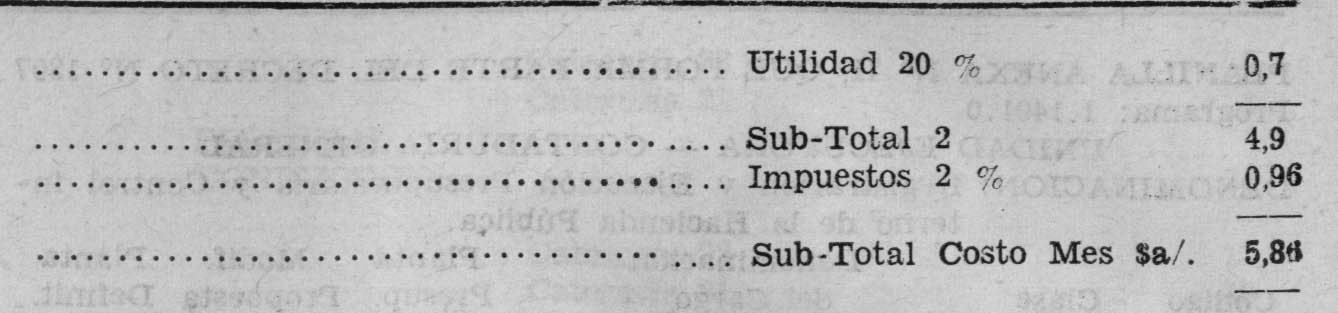 ........................................ Utilidad 20 % 0,7
........................................ Sub-Total 2 4,9
........................................ Impuestos 2 % 0,96
........................................ Sub-Total Costo Mes $a/. 5,86